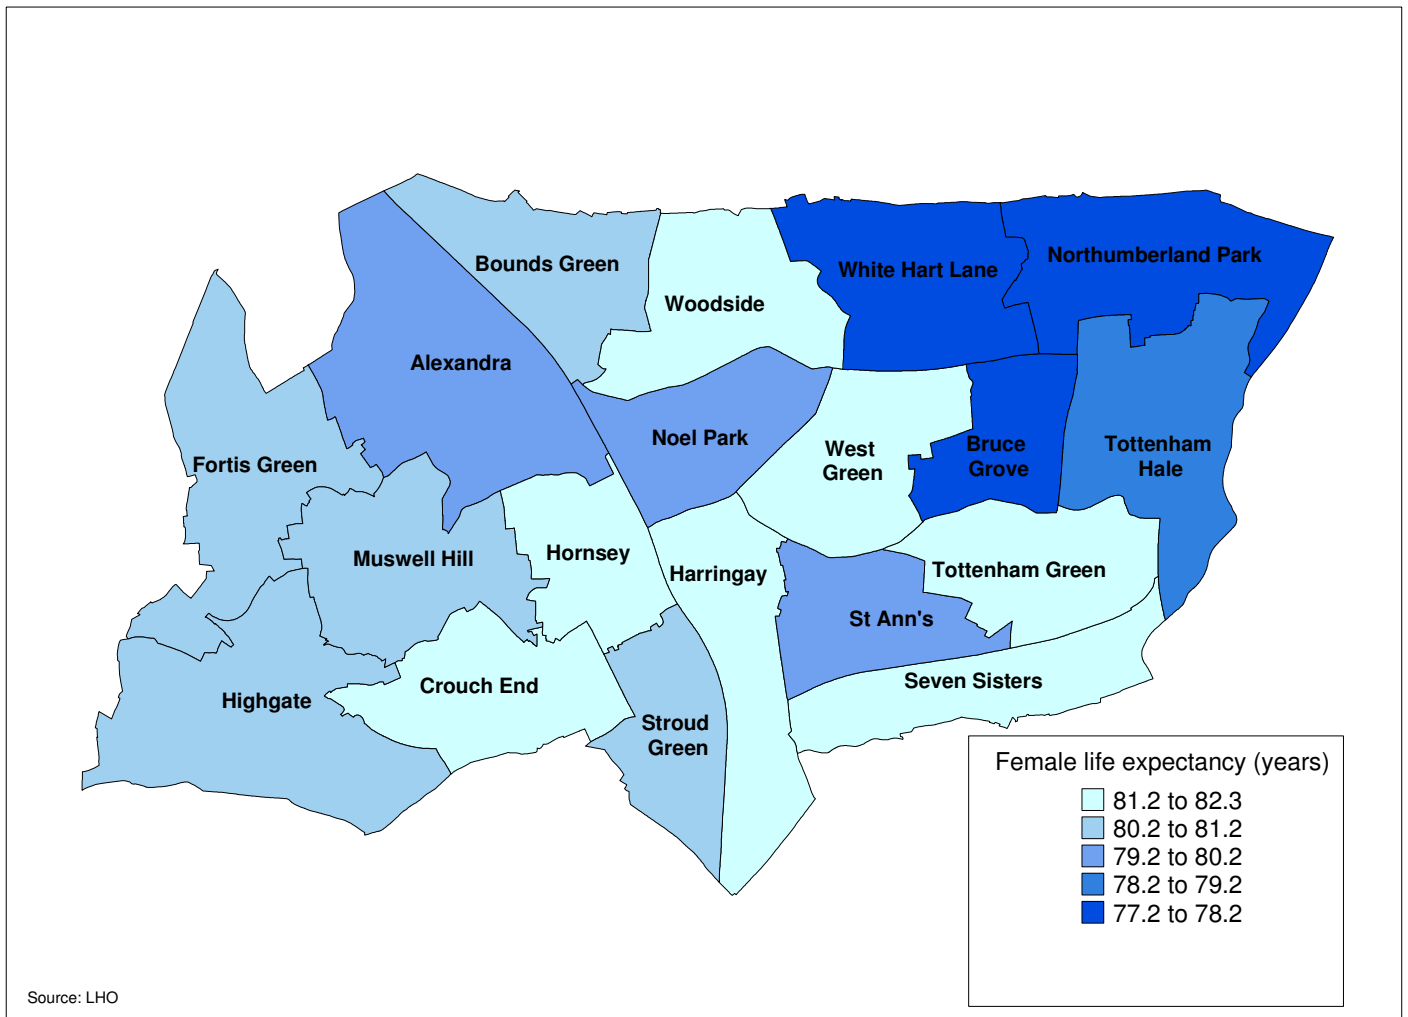 Northumberland Park
Bounds Green
White Hart Lane
Woodside
Alexandra
Noel Park
West
Green
Bruce
Grove
Tottenham
Hale
Fortis Green
Hornsey
Muswell Hill
Harringay
Tottenham Green
St Ann's
Crouch End
Seven Sisters
Highgate
Stroud
Green
Female life expectancy (years)
81.2 to 82.3
80.2 to 81.2
79.2 to 80.2
78.2 to 79.2
77.2 to 78.2
Source: LHO